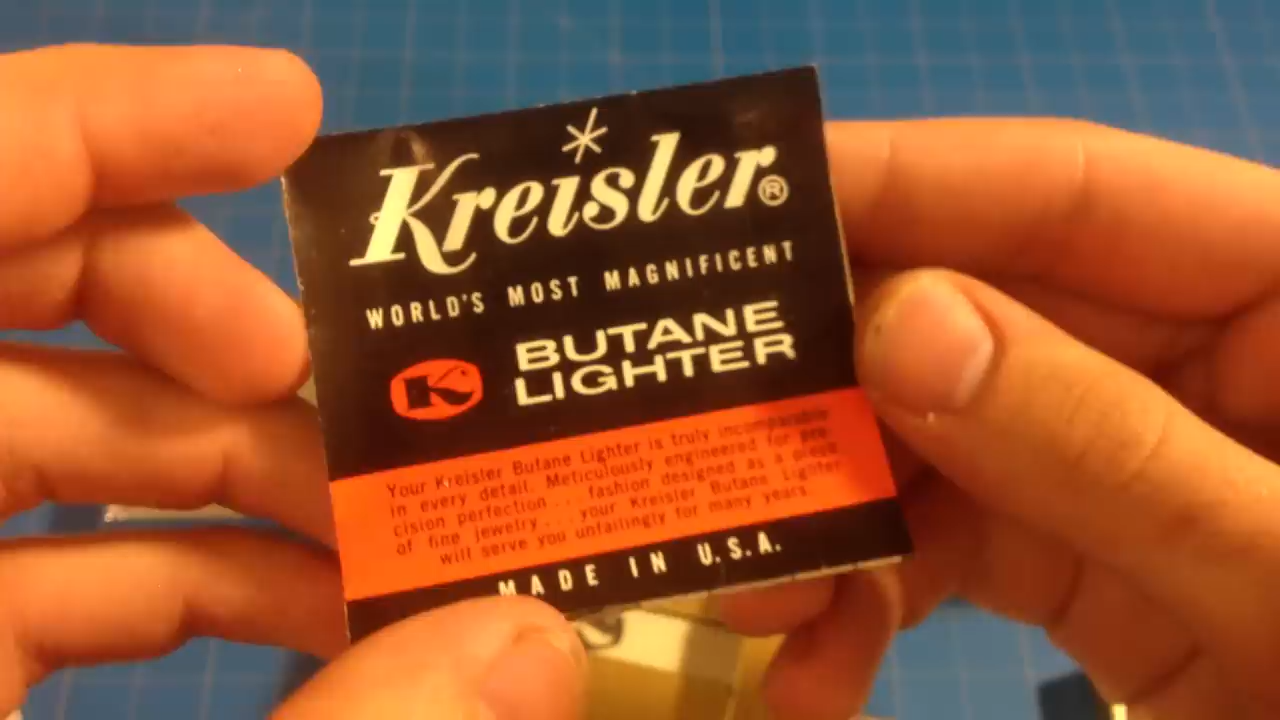 Kreisler®
WORLD'S MOST MAGNIFICENT
K BUTANE
LIGHTER
Your Kreisler Butane Lighter is truly incomparable
in every detail. Meticulously engineered for pre-
cision perfection . . . fashion designed as a piece
of fine jewelry . . . your Kreisler Butane Lighter
will serve you unfailingly for many years.
MADE IN U.S.A.